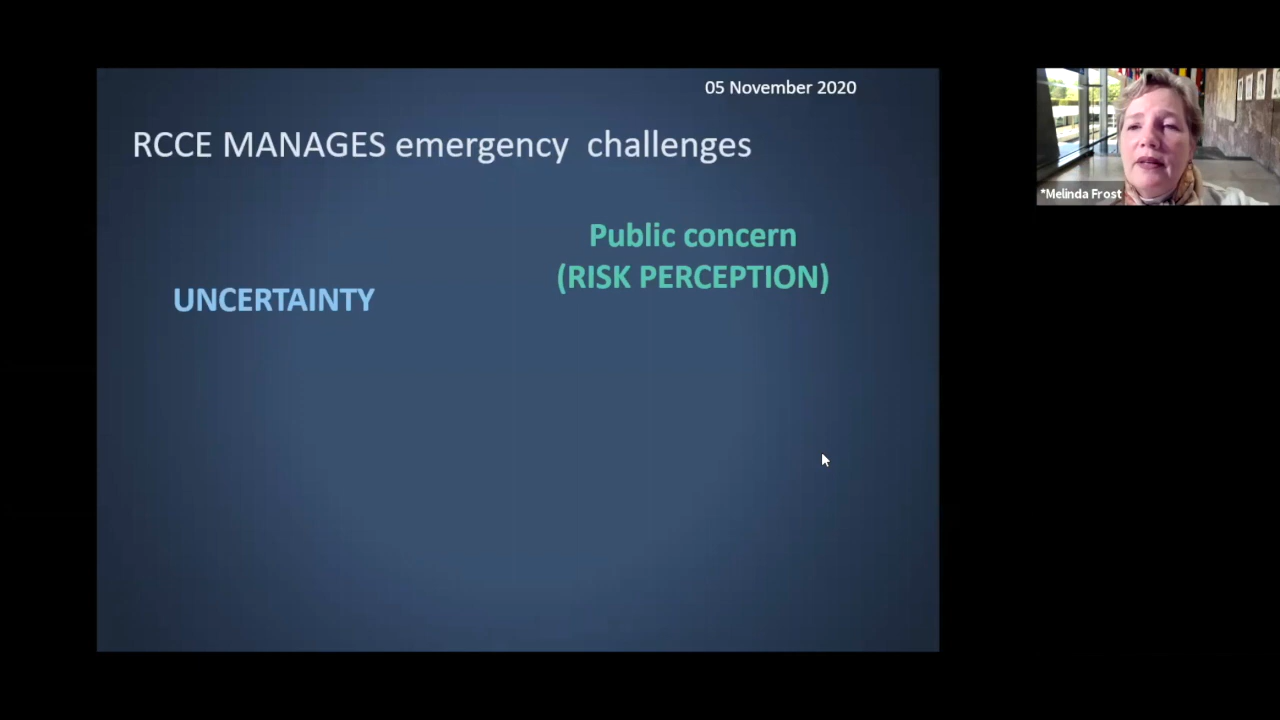 05 November 2020
RCCE MANAGES emergency challenges
Public concern
(RISK PERCEPTION)
UNCERTAINTY
*Melinda Frost